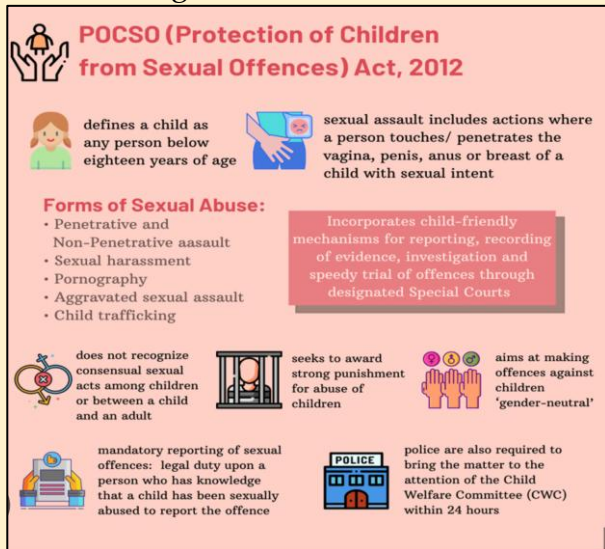 POCSO (Protection of Children
from Sexual Offences) Act, 2012
defines a child as
any person below
eighteen years of age
sexual assault includes actions where
a person touches/ penetrates the
vagina, penis, anus or breast of a
child with sexual intent
Forms of Sexual Abuse:
• Penetrative and
Non-Penetrative aasault
• Sexual harassment
• Pornography
• Aggravated sexual assault
• Child trafficking
Incorporates child-friendly
mechanisms for reporting, recording
of evidence, investigation and
speedy trial of offences through
designated Special Courts
does not recognize
consensual sexual
acts among children
or between a child
and an adult
seeks to award
strong punishment
for abuse of
children
aims at making
offences against
children
‘gender-neutral’
mandatory reporting of sexual
offences: legal duty upon a
person who has knowledge
that a child has been sexually
abused to report the offence
POLICE
police are also required to
bring the matter to the
attention of the Child
Welfare Committee (CWC)
within 24 hours